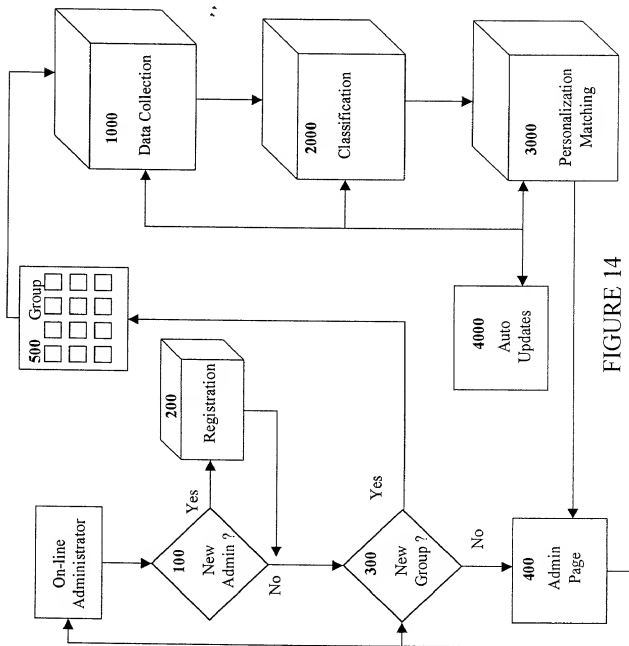 On-line
Administrator
100
New
Admin ?
Yes
No
200
Registration
300
New
Group ?
Yes
No
400
Admin
Page
500
Group
1000
Data Collection
2000
Classification
3000
Personalization
Matching
4000
Auto
Updates
FIGURE 14